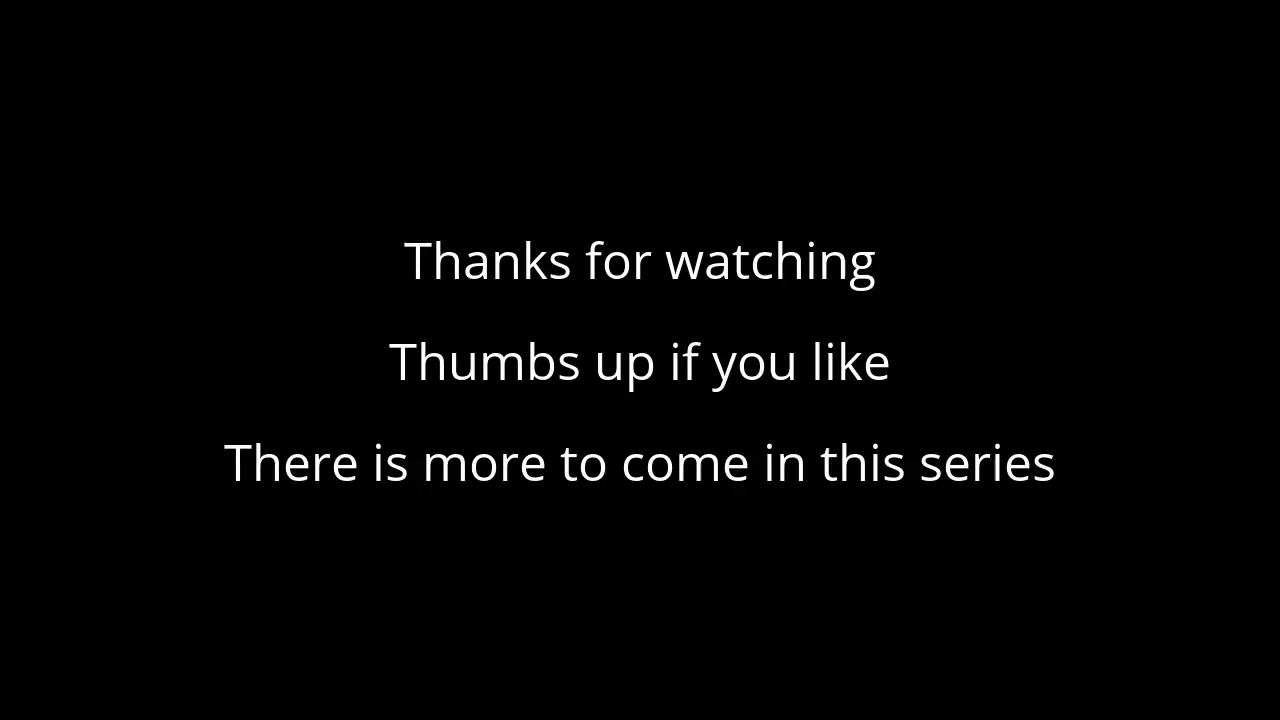 Thanks for watching
Thumbs up if you like
There is more to come in this series